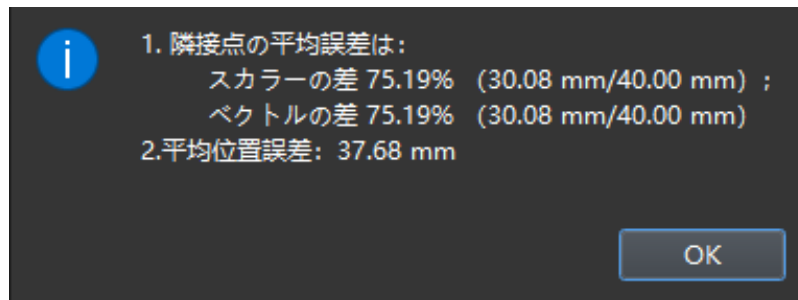 1. 隣接点の平均誤差は:
スカラーの差 75.19% (30.08 mm/40.00 mm) ;
ベクトルの差 75.19% (30.08 mm/40.00 mm)
2.平均位置誤差: 37.68 mm
OK